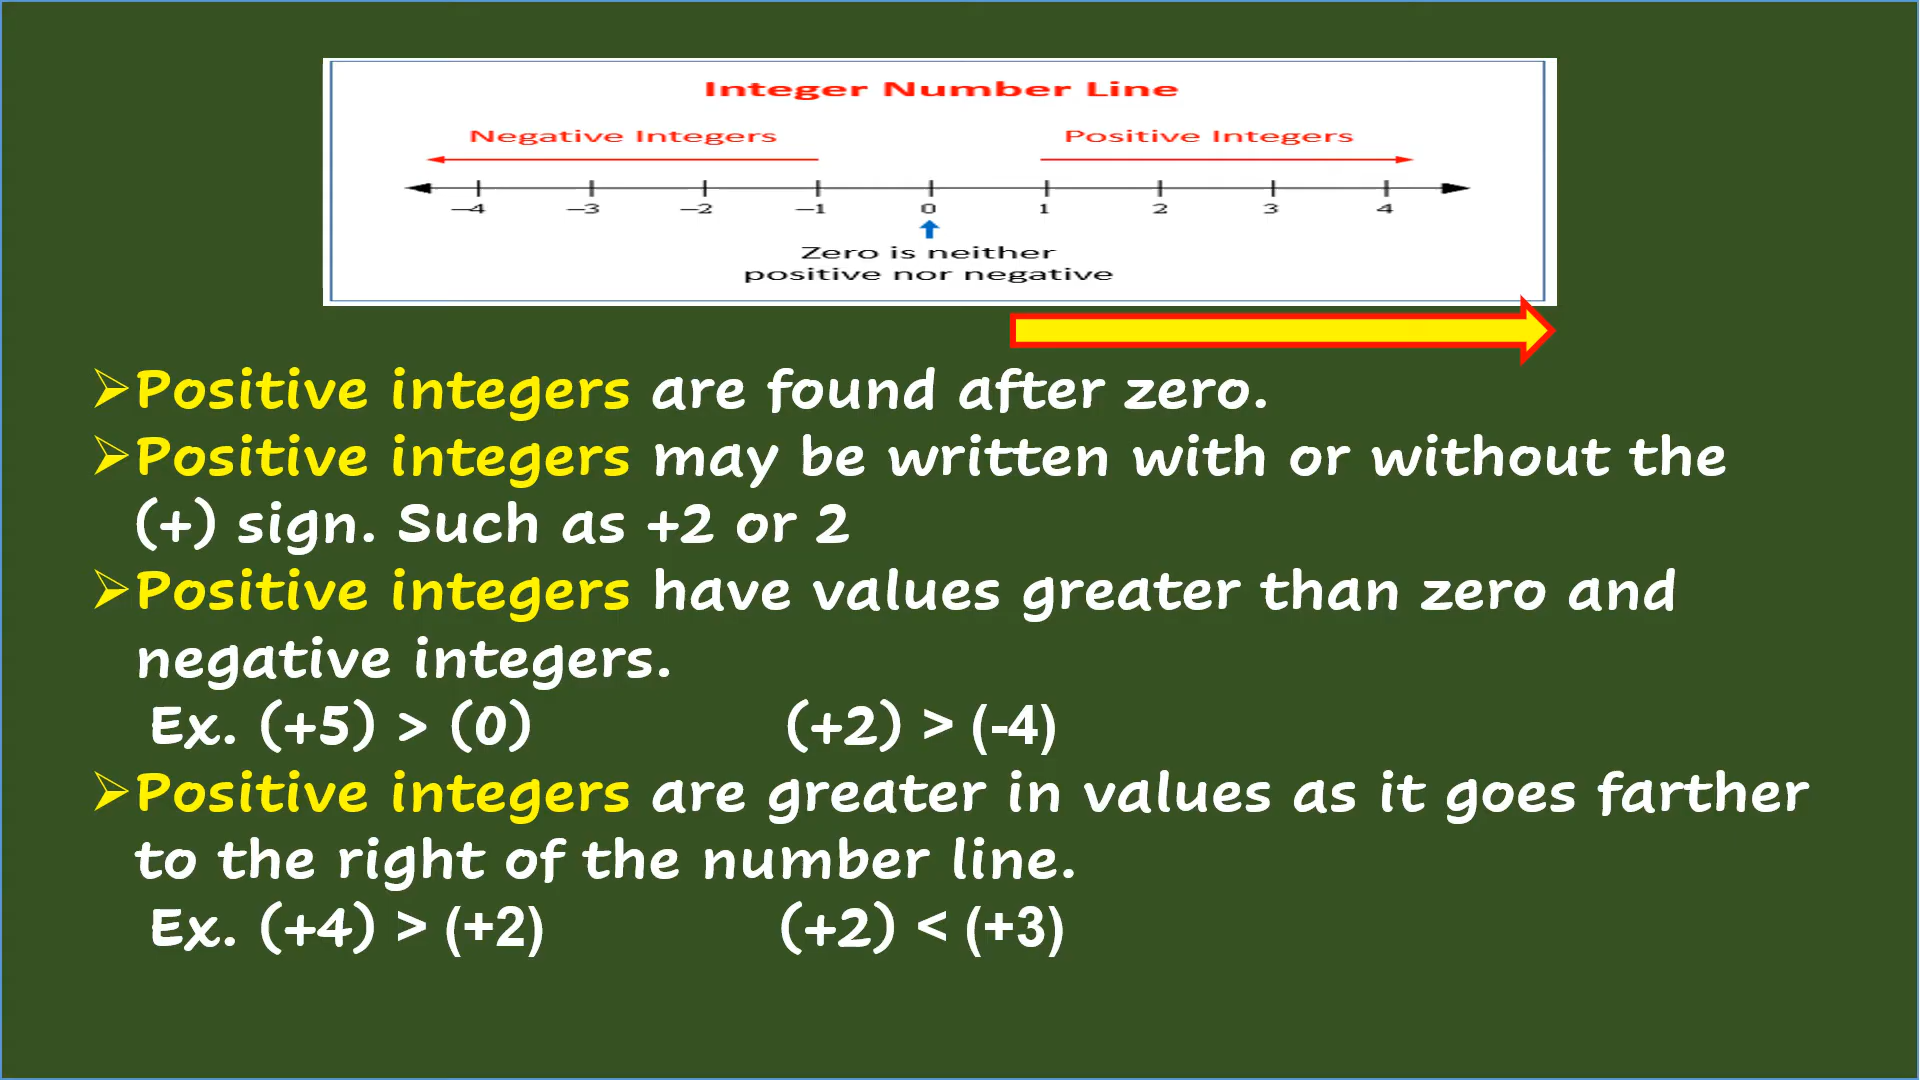 Integer Number Line
Negative Integers Positive Integers
−4 −3 −2 −1 0 1 2 3 4
Zero is neither
positive nor negative
➢Positive integers are found after zero.
➢Positive integers may be written with or without the
(+) sign. Such as +2 or 2
➢Positive integers have values greater than zero and
negative integers.
Ex. (+5) > (0) (+2) > (-4)
➢Positive integers are greater in values as it goes farther
to the right of the number line.
Ex. (+4) > (+2) (+2) < (+3)